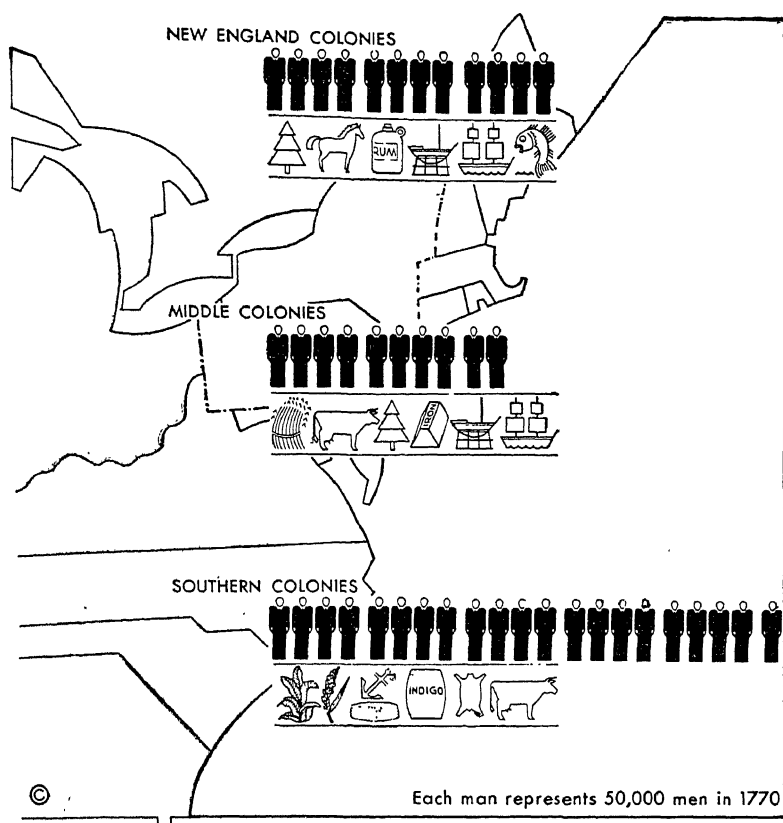 NEW ENGLAND COLONIES
RUM
MIDDLE COLONIES
IRON
SOUTHERN COLONIES
INDIGO
©
Each man represents 50,000 men in 1770